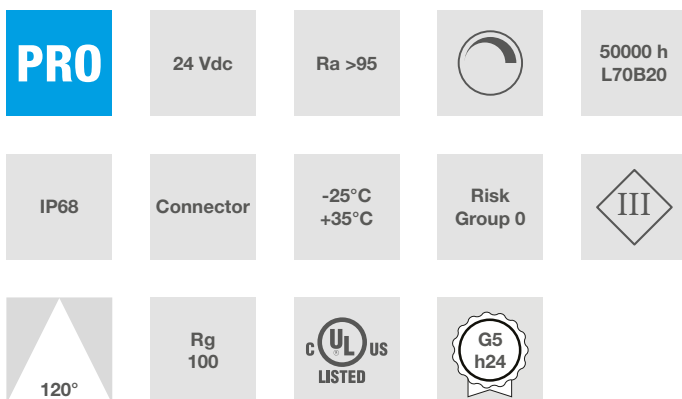 PRO
24 Vdc
Ra >95
50000 h
L70B20
IP68
Connector
-25°C
+35°C
Risk
Group 0
III
120°
Rg
100
C UL US
®
LISTED
G5
h24